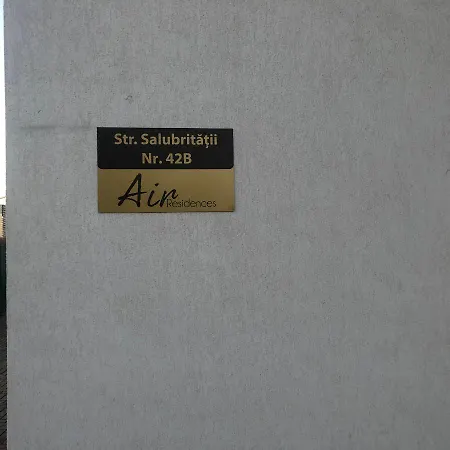 Str. Salubrității
Nr. 42B
Air
Residences